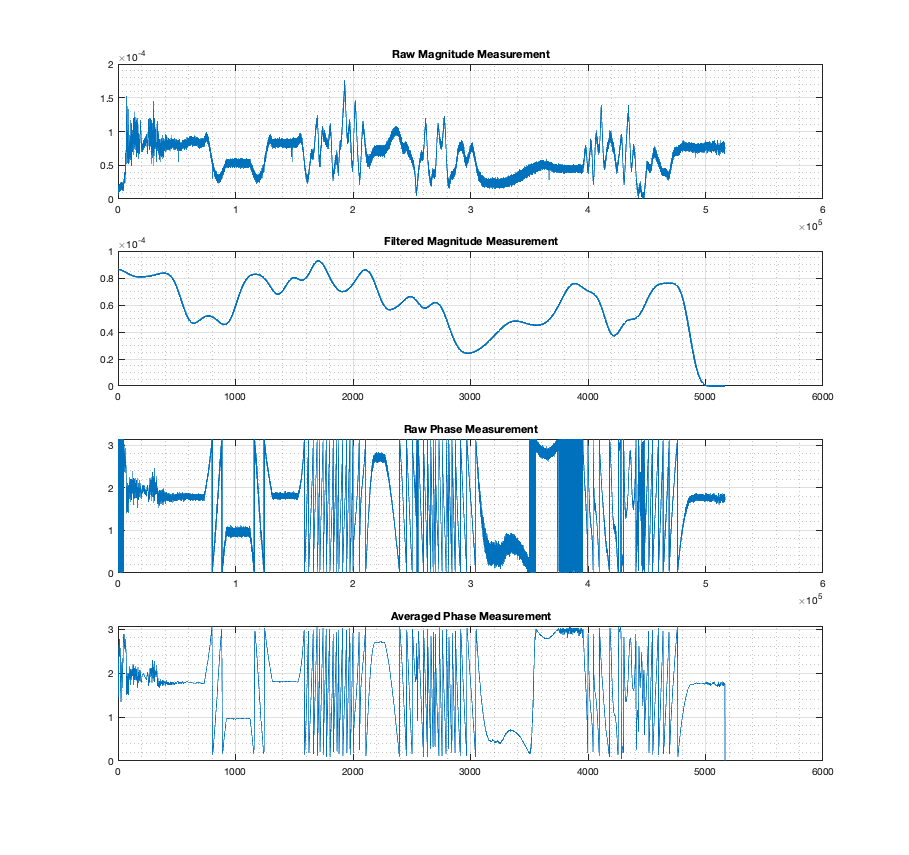 Raw Magnitude Measurement
×10-4
2
1.5
1
0.5
0
0 1 2 3 4 5 6
×105
Filtered Magnitude Measurement
×10-4
1
0.8
0.6
0.4
0.2
0
0 1000 2000 3000 4000 5000 6000
Raw Phase Measurement
3
2
1
0
0 1 2 3 4 5 6
×105
Averaged Phase Measurement
3
2
1
0
0 1000 2000 3000 4000 5000 6000